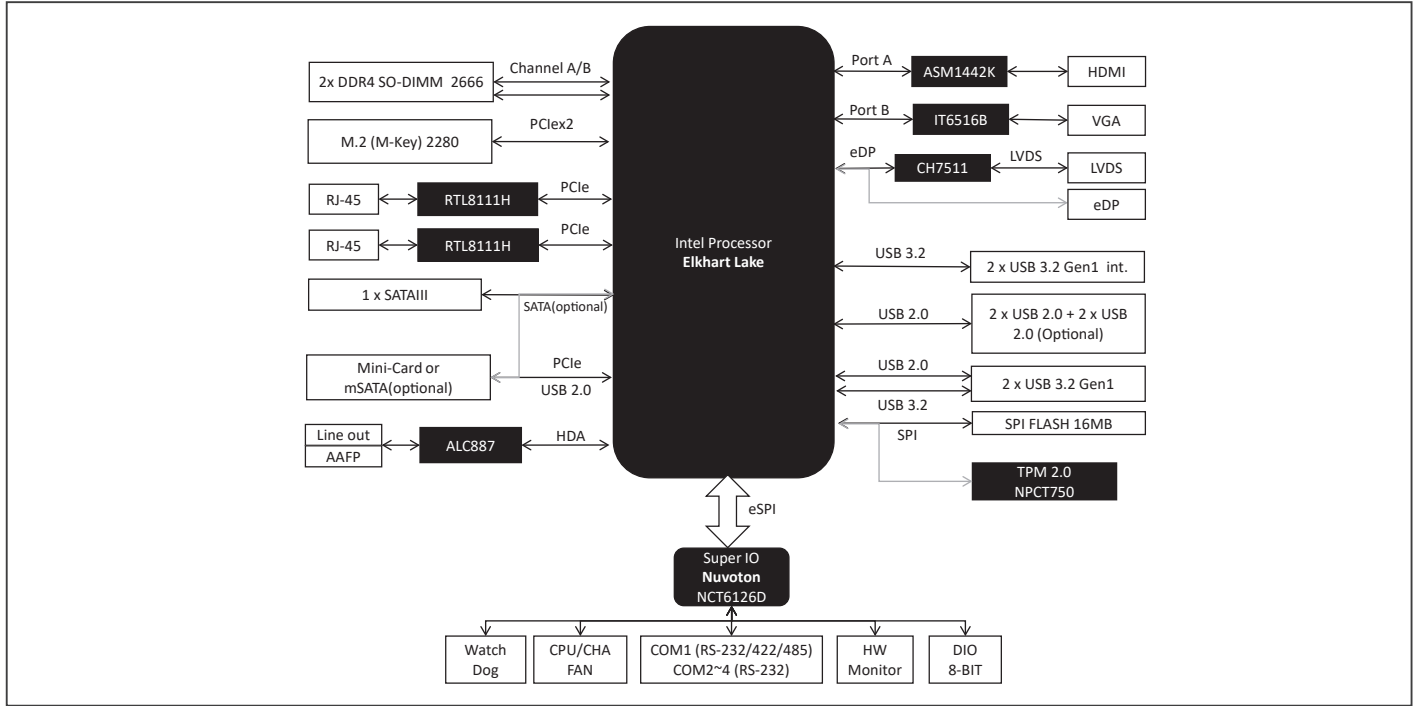 2x DDR4 SO-DIMM 2666
Channel A/B
M.2 (M-Key) 2280
PCIex2
RJ-45
RTL8111H
PCIe
RJ-45
RTL8111H
PCIe
1 x SATAIII
SATA(optional)
Mini-Card or
mSATA(optional)
PCIe
USB 2.0
Line out
AAFP
ALC887
HDA
Intel Processor
Elkhart Lake
Port A
ASM1442K
HDMI
Port B
IT6516B
VGA
eDP
CH7511
LVDS
LVDS
eDP
USB 3.2
2 x USB 3.2 Gen1 int.
USB 2.0
2 x USB 2.0 + 2 x USB
2.0 (Optional)
USB 2.0
2 x USB 3.2 Gen1
USB 3.2
SPI
SPI FLASH 16MB
TPM 2.0
NPCT750
eSPI
Super IO
Nuvoton
NCT6126D
Watch
Dog
CPU/CHA
FAN
COM1 (RS-232/422/485)
COM2~4 (RS-232)
HW
Monitor
DIO
8-BIT